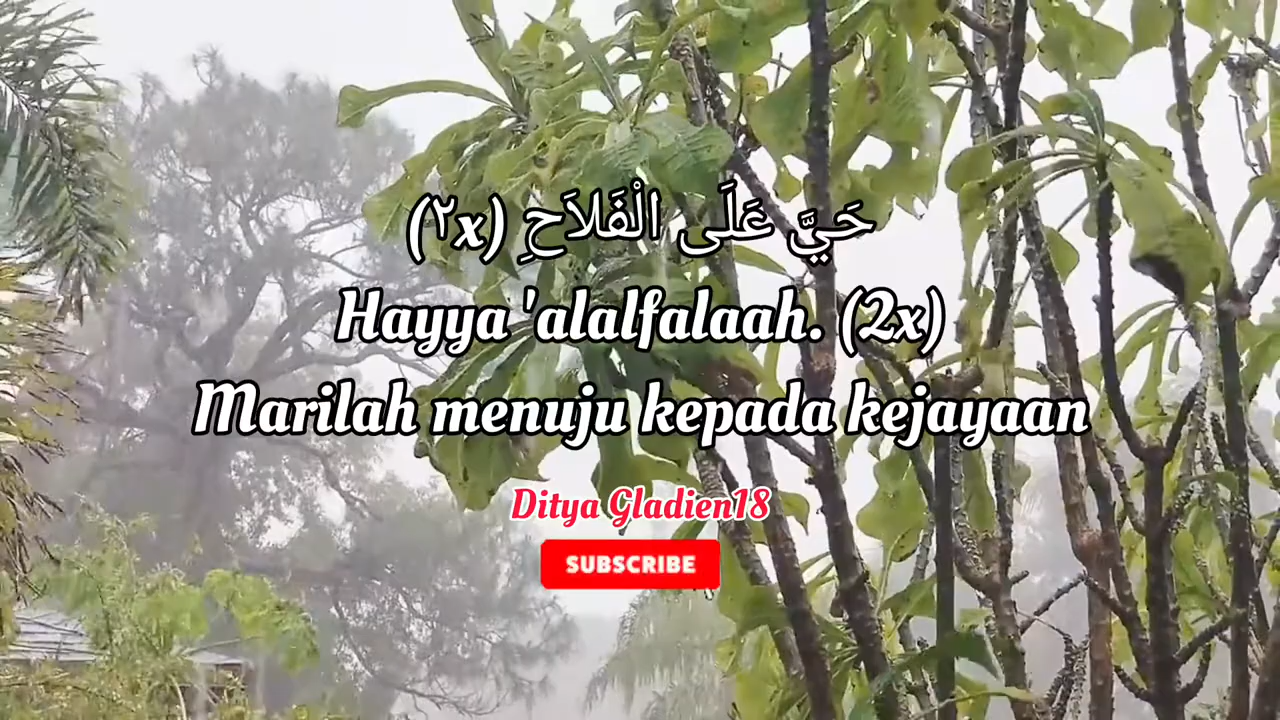 حَيَّ عَلَى الْفَلاَحِ (٢x)
Hayya 'alalfalaah. (2x)
Marilah menuju kepada kejayaan
Ditya Gladien18
SUBSCRIBE